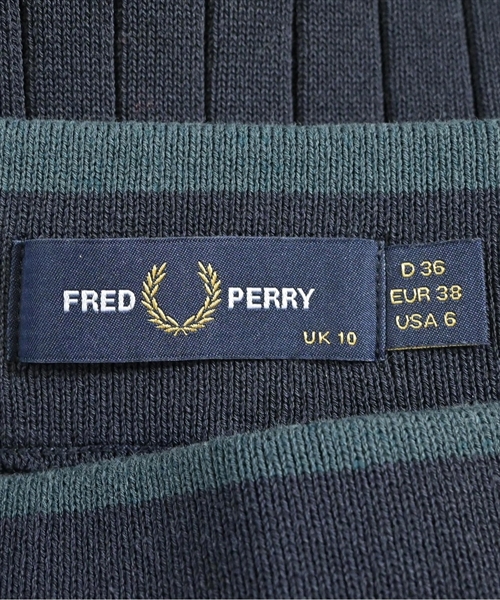 FRED PERRY
UK 10
D 36
EUR 38
USA 6